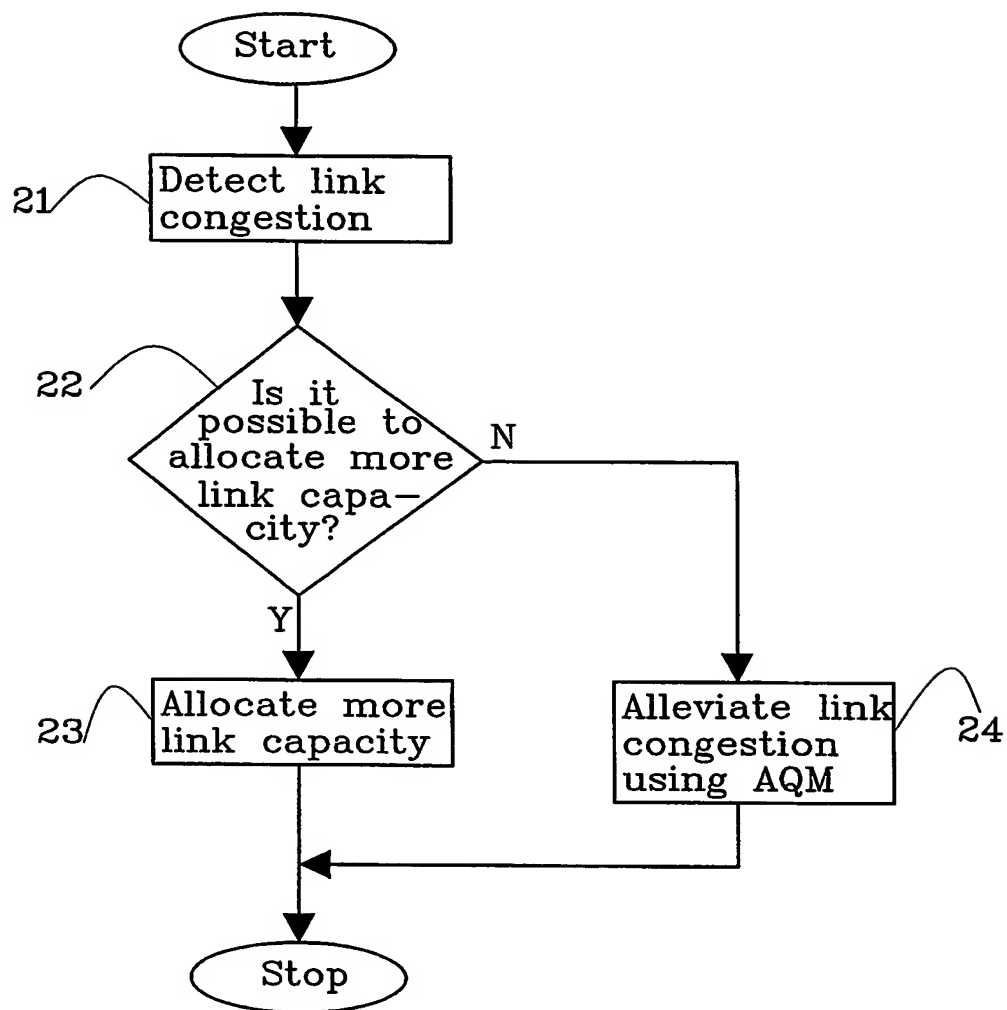 Start
21
Detect link
congestion
22
Is it
possible to
allocate more
link capa-
city?
N
Y
23
Allocate more
link capacity
Alleviate link
congestion
using AQM
24
Stop